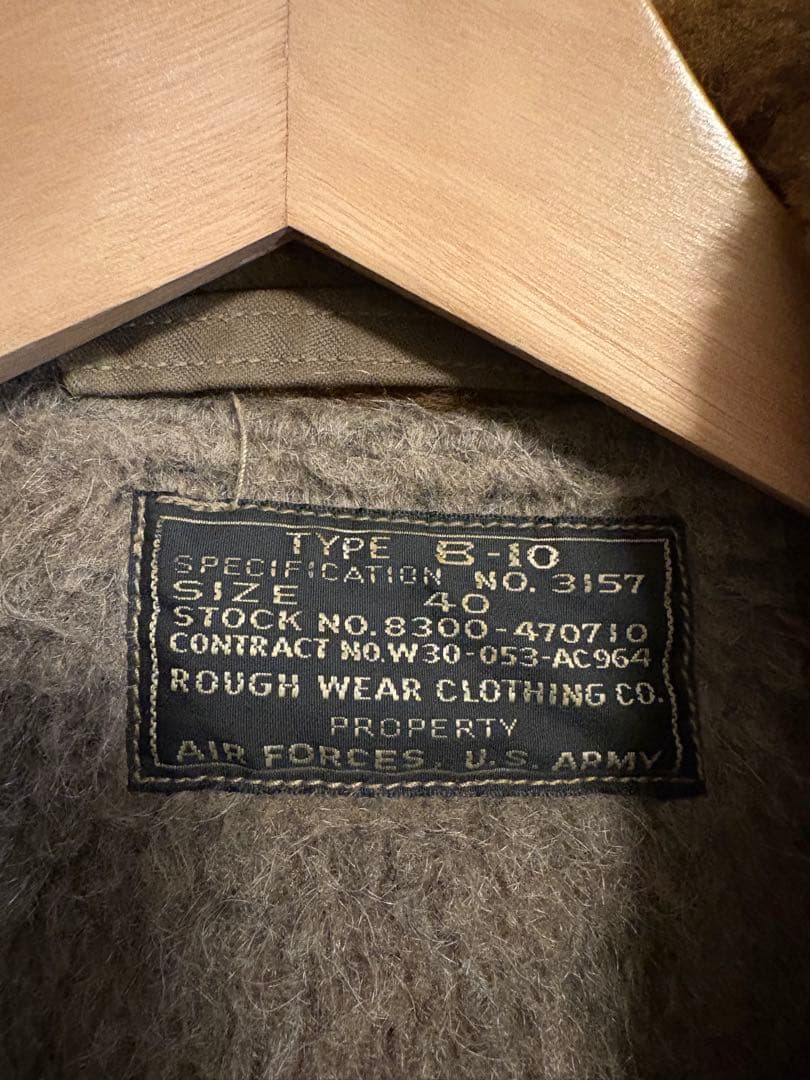 TYPE B-10
SPECIFICATION NO. 3157
SIZE 40
STOCK NO. 8300-470710
CONTRACT NO. W30-053-AC964
ROUGH WEAR CLOTHING CO.
PROPERTY
AIR FORCES, U.S. ARMY